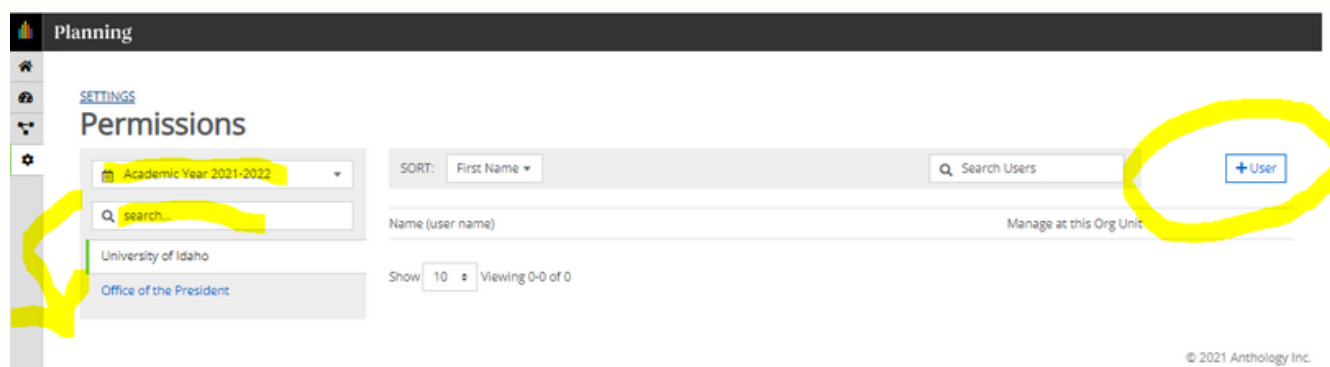 Planning
SETTINGS
Permissions
Academic Year 2021-2022
search...
University of Idaho
Office of the President
SORT: First Name
Search Users
+User
Name (user name) Manage at this Org Unit
Show 10 Viewing 0-0 of 0
© 2021 Anthology Inc.